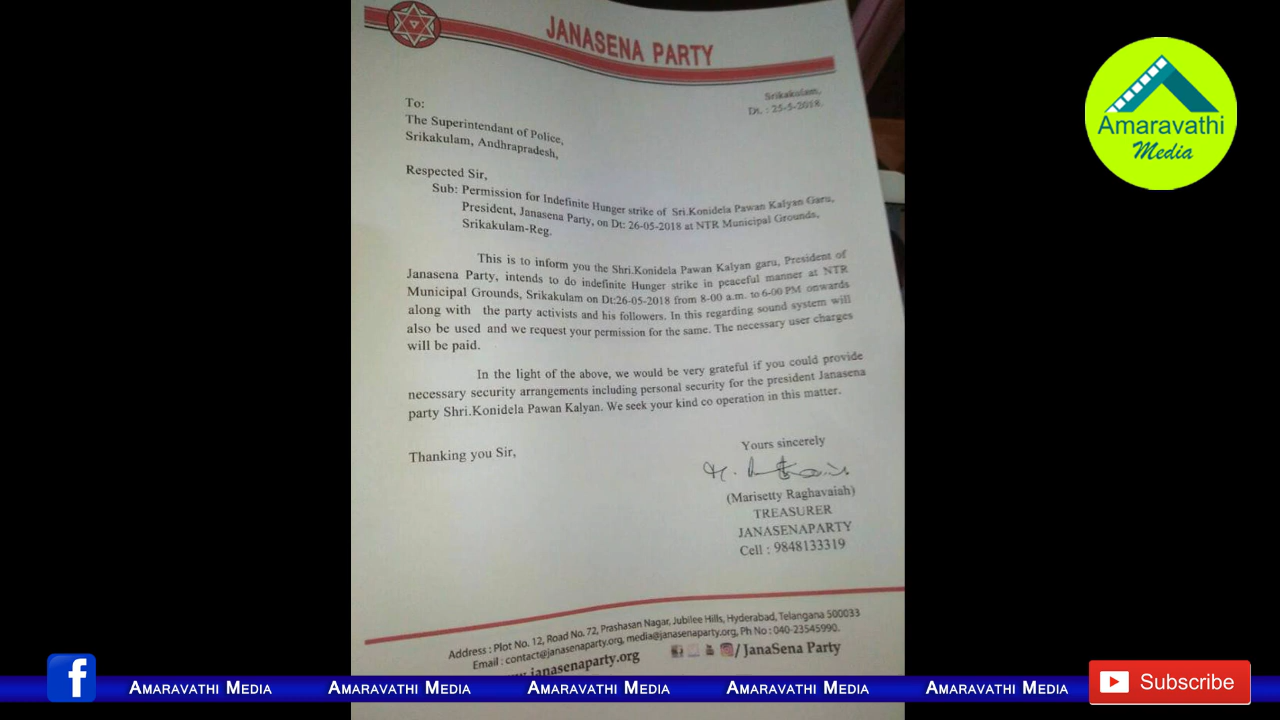 JANASENA PARTY
Srikakulam,
Dt. : 25-5-2018.
To:
The Superintendant of Police,
Srikakulam, Andhrapradesh,
Respected Sir,
Sub: Permission for Indefinite Hunger strike of Sri.Konidela Pawan Kalyan Garu,
President, Janasena Party, on Dt: 26-05-2018 at NTR Municipal Grounds,
Srikakulam-Reg.
This is to inform you the Shri.Konidela Pawan Kalyan garu, President of
Janasena Party, intends to do indefinite Hunger strike in peaceful manner at NTR
Municipal Grounds, Srikakulam on Dt:26-05-2018 from 8-00 a.m. to 6-00 PM onwards
along with the party activists and his followers. In this regarding sound system will
also be used and we request your permission for the same. The necessary user charges
will be paid.
In the light of the above, we would be very grateful if you could provide
necessary security arrangements including personal security for the president Janasena
party Shri.Konidela Pawan Kalyan. We seek your kind co operation in this matter.
Thanking you Sir,
Yours sincerely
(Marisetty Raghavaiah)
TREASURER
JANASENAPARTY
Cell : 9848133319
Address : Plot No. 12, Road No. 72, Prashasan Nagar, Jubilee Hills, Hyderabad, Telangana 500033
Email : contact@janasenaparty.org, media@janasenaparty.org, Ph No : 040-23545990.
www.janasenaparty.org / JanaSena Party
Amaravathi
Media
f
AMARAVATHI MEDIA AMARAVATHI MEDIA AMARAVATHI MEDIA AMARAVATHI MEDIA AMARAVATHI MEDIA
Subscribe